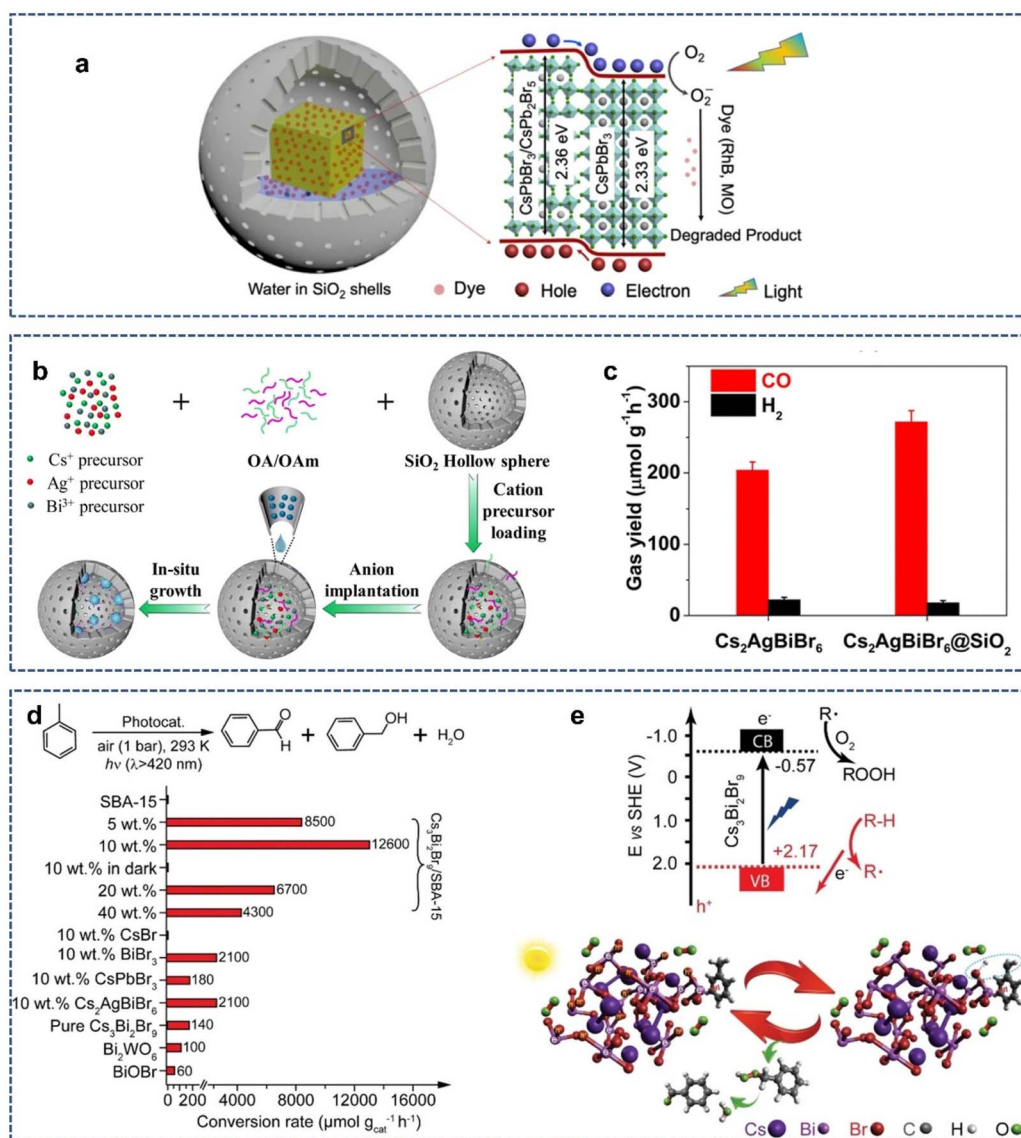 a
CsPbBr3/CsPb2Br5
2.36 eV
CsPbBr3
2.33 eV
O2
O2−
Dye (RhB, MO)
Degraded Product
Water in SiO2 shells
Dye
Hole
Electron
Light
b
+
+
Cs+ precursor
Ag+ precursor
Bi3+ precursor
OA/OAm
SiO2 Hollow sphere
Cation
precursor
loading
In-situ
growth
Anion
implantation
c
CO
H2
Gas yield (μmol g-1h-1)
300
200
100
0
Cs2AgBiBr6
Cs2AgBiBr6@SiO2
d
Photocat.
air (1 bar), 293 K
hν (λ>420 nm)
O
H
+
OH
+ H2O
SBA-15
5 wt.% 8500
10 wt.% 12600
10 wt.% in dark
20 wt.% 6700
40 wt.% 4300
Cs3Bi2Br9/SBA-15
10 wt.% CsBr
10 wt.% BiBr3 2100
10 wt.% CsPbBr3 180
10 wt.% Cs2AgBiBr6 2100
Pure Cs3Bi2Br9 140
Bi2WO6 100
BiOBr 60
0 200 4000 8000 12000 16000
Conversion rate (μmol gcat-1 h-1)
e
E vs SHE (V)
-1.0
0
1.0
2.0
h+
e-
CB
-0.57
Cs3Bi2Br9
+2.17
VB
R·
O2
ROOH
R-H
e-
R·
Cs Bi Br C H O